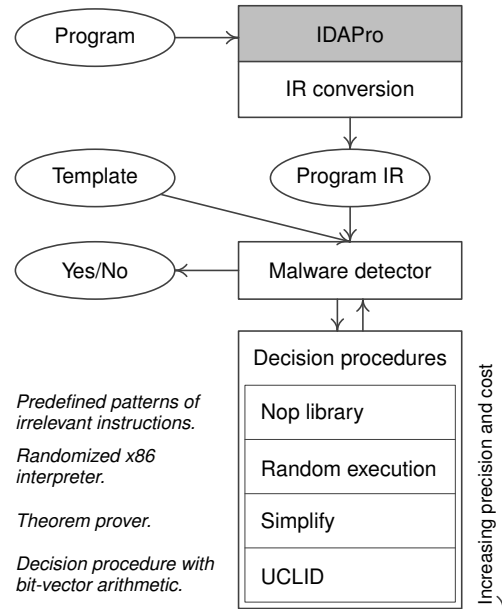 Program
IDAPro
IR conversion
Template
Program IR
Yes/No
Malware detector
Decision procedures
Predefined patterns of
irrelevant instructions.
Nop library
Randomized x86
interpreter.
Random execution
Theorem prover.
Simplify
Decision procedure with
bit-vector arithmetic.
UCLID
Increasing precision and cost